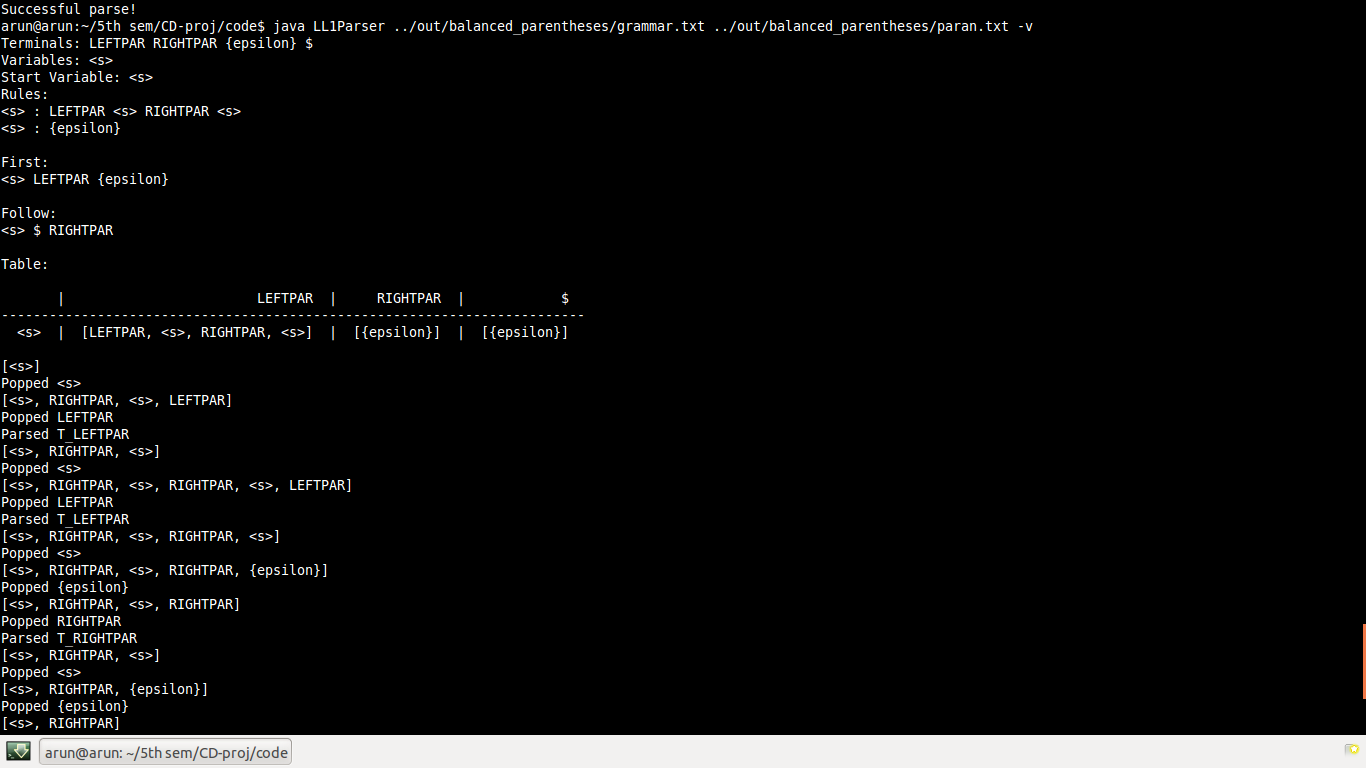 Successful parse!
arun@arun:~/5th sem/CD-proj/code$ java LL1Parser ../out/balanced_parentheses/grammar.txt ../out/balanced_parentheses/paran.txt -v
Terminals: LEFTPAR RIGHTPAR {epsilon} $
Variables: <s>
Start Variable: <s>
Rules:
<s> : LEFTPAR <s> RIGHTPAR <s>
<s> : {epsilon}
First:
<s> LEFTPAR {epsilon}
Follow:
<s> $ RIGHTPAR
Table:
       |                        LEFTPAR  |     RIGHTPAR  |            $
-------------------------------------------------------------------------
  <s>  |  [LEFTPAR, <s>, RIGHTPAR, <s>]  |  [{epsilon}]  |  [{epsilon}]
[<s>]
Popped <s>
[<s>, RIGHTPAR, <s>, LEFTPAR]
Popped LEFTPAR
Parsed T_LEFTPAR
[<s>, RIGHTPAR, <s>]
Popped <s>
[<s>, RIGHTPAR, <s>, RIGHTPAR, <s>, LEFTPAR]
Popped LEFTPAR
Parsed T_LEFTPAR
[<s>, RIGHTPAR, <s>, RIGHTPAR, <s>]
Popped <s>
[<s>, RIGHTPAR, <s>, RIGHTPAR, {epsilon}]
Popped {epsilon}
[<s>, RIGHTPAR, <s>, RIGHTPAR]
Popped RIGHTPAR
Parsed T_RIGHTPAR
[<s>, RIGHTPAR, <s>]
Popped <s>
[<s>, RIGHTPAR, {epsilon}]
Popped {epsilon}
[<s>, RIGHTPAR]
arun@arun: ~/5th sem/CD-proj/code